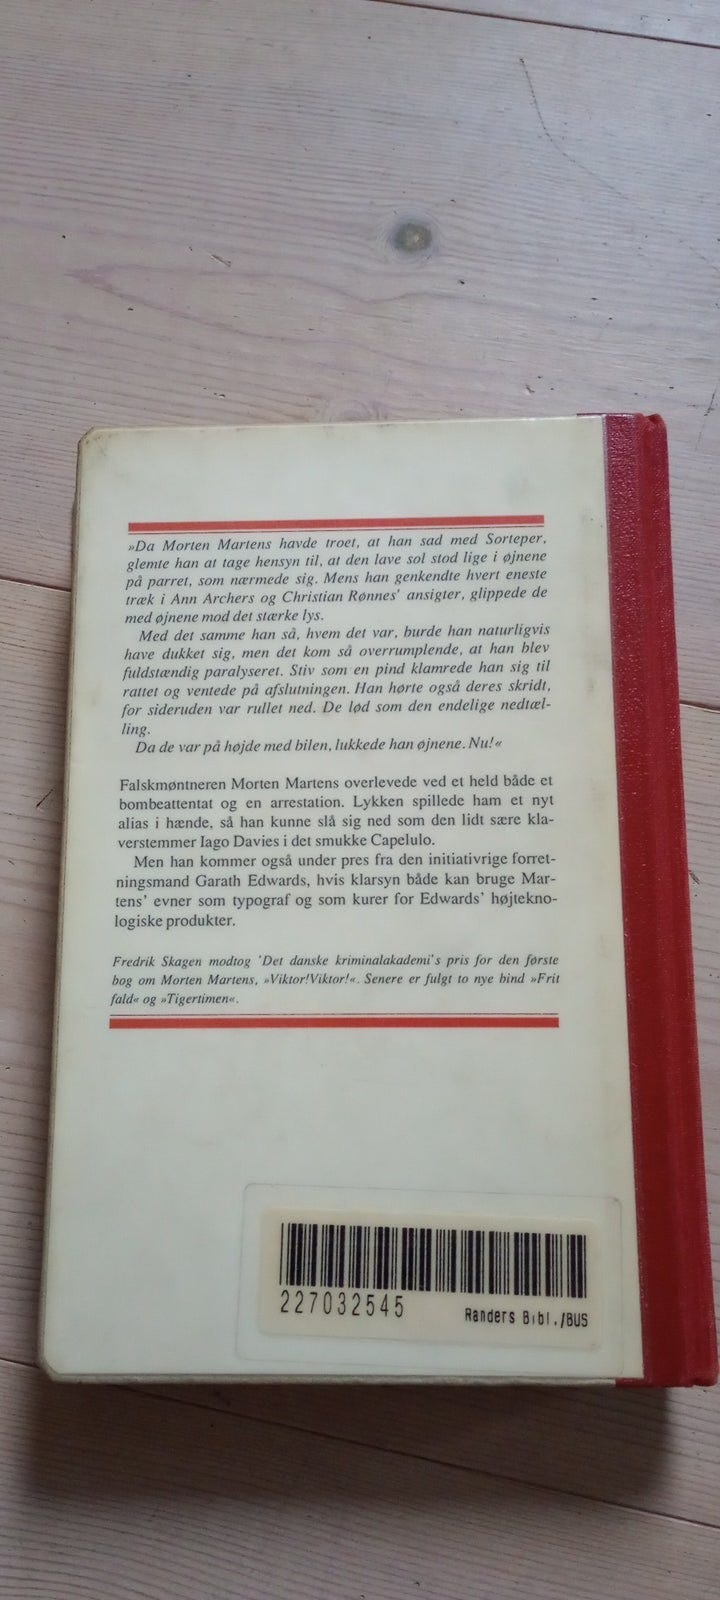 »Da Morten Martens havde troet, at han sad med Sorteper,
glemte han at tage hensyn til, at den lave sol stod lige i øjnene
på parret, som nærmede sig. Mens han genkendte hvert eneste
træk i Ann Archers og Christian Rønnes' ansigter, glippede de
med øjnene mod det stærke lys.
Med det samme han så, hvem det var, burde han naturligvis
have dukket sig, men det kom så overrumplende, at han blev
fuldstændig paralyseret. Stiv som en pind klamrede han sig til
rattet og ventede på afslutningen. Han hørte også deres skridt,
for sideruden var rullet ned. De lød som den endelige nedtæl-
ling.
Da de var på højde med bilen, lukkede han øjnene. Nu!«
Falskmøntneren Morten Martens overlevede ved et held både et
bombeattentat og en arrestation. Lykken spillede ham et nyt
alias i hænde, så han kunne slå sig ned som den lidt sære kla-
verstemmer Iago Davies i det smukke Capelulo.
Men han kommer også under pres fra den initiativrige forret-
ningsmand Garath Edwards, hvis klarsyn både kan bruge Mar-
tens' evner som typograf og som kurer for Edwards' højtekno-
logiske produkter.
Fredrik Skagen modtog 'Det danske kriminalakademi's pris for den første
bog om Morten Martens, »Viktor!Viktor!«. Senere er fulgt to nye bind »Frit
fald« og »Tigertimen«.
227032545
Randers Bibl./BUS